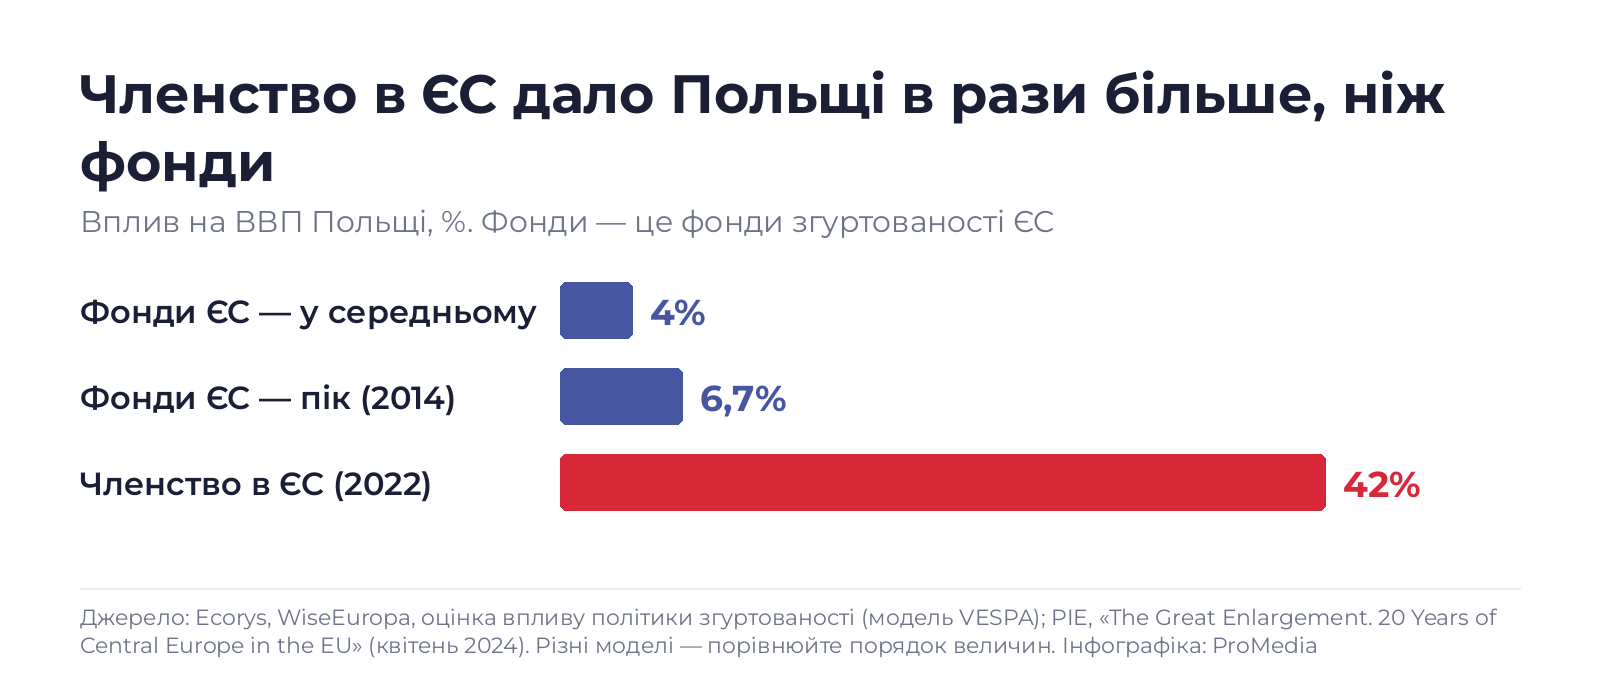 Членство в ЄС дало Польщі в рази більше, ніж
фонди
Вплив на ВВП Польщі, %. Фонди — це фонди згуртованості ЄС
Фонди ЄС — у середньому 4%
Фонди ЄС — пік (2014) 6,7%
Членство в ЄС (2022) 42%
Джерело: Ecorys, WiseEuropa, оцінка впливу політики згуртованості (модель VESPA); PIE, «The Great Enlargement. 20 Years of
Central Europe in the EU» (квітень 2024). Різні моделі — порівнюйте порядок величин. Інфографіка: ProMedia